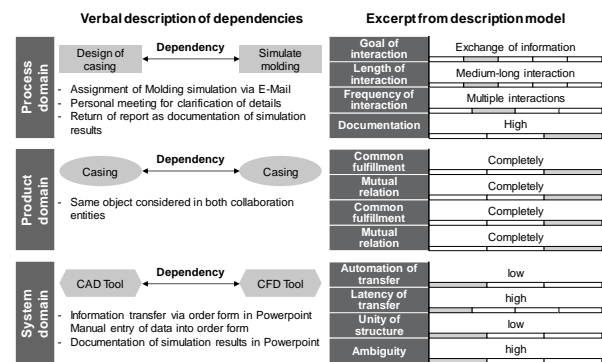 Verbal description of dependencies
Excerpt from description model
Process
domain
Design of
casing
Dependency
Simulate
molding
- Assignment of Molding simulation via E-Mail
- Personal meeting for clarification of details
- Return of report as documentation of simulation
results
Goal of
interaction
Exchange of information
Length of
interaction
Medium-long interaction
Frequency of
interaction
Multiple interactions
Documentation
High
Product
domain
Casing
Dependency
Casing
- Same object considered in both collaboration
entities
Common
fulfillment
Completely
Mutual
relation
Completely
Common
fulfillment
Completely
Mutual
relation
Completely
System
domain
CAD Tool
Dependency
CFD Tool
- Information transfer via order form in Powerpoint
Manual entry of data into order form
- Documentation of simulation results in Powerpoint
Automation of
transfer
low
Latency of
transfer
high
Unity of
structure
low
Ambiguity
high